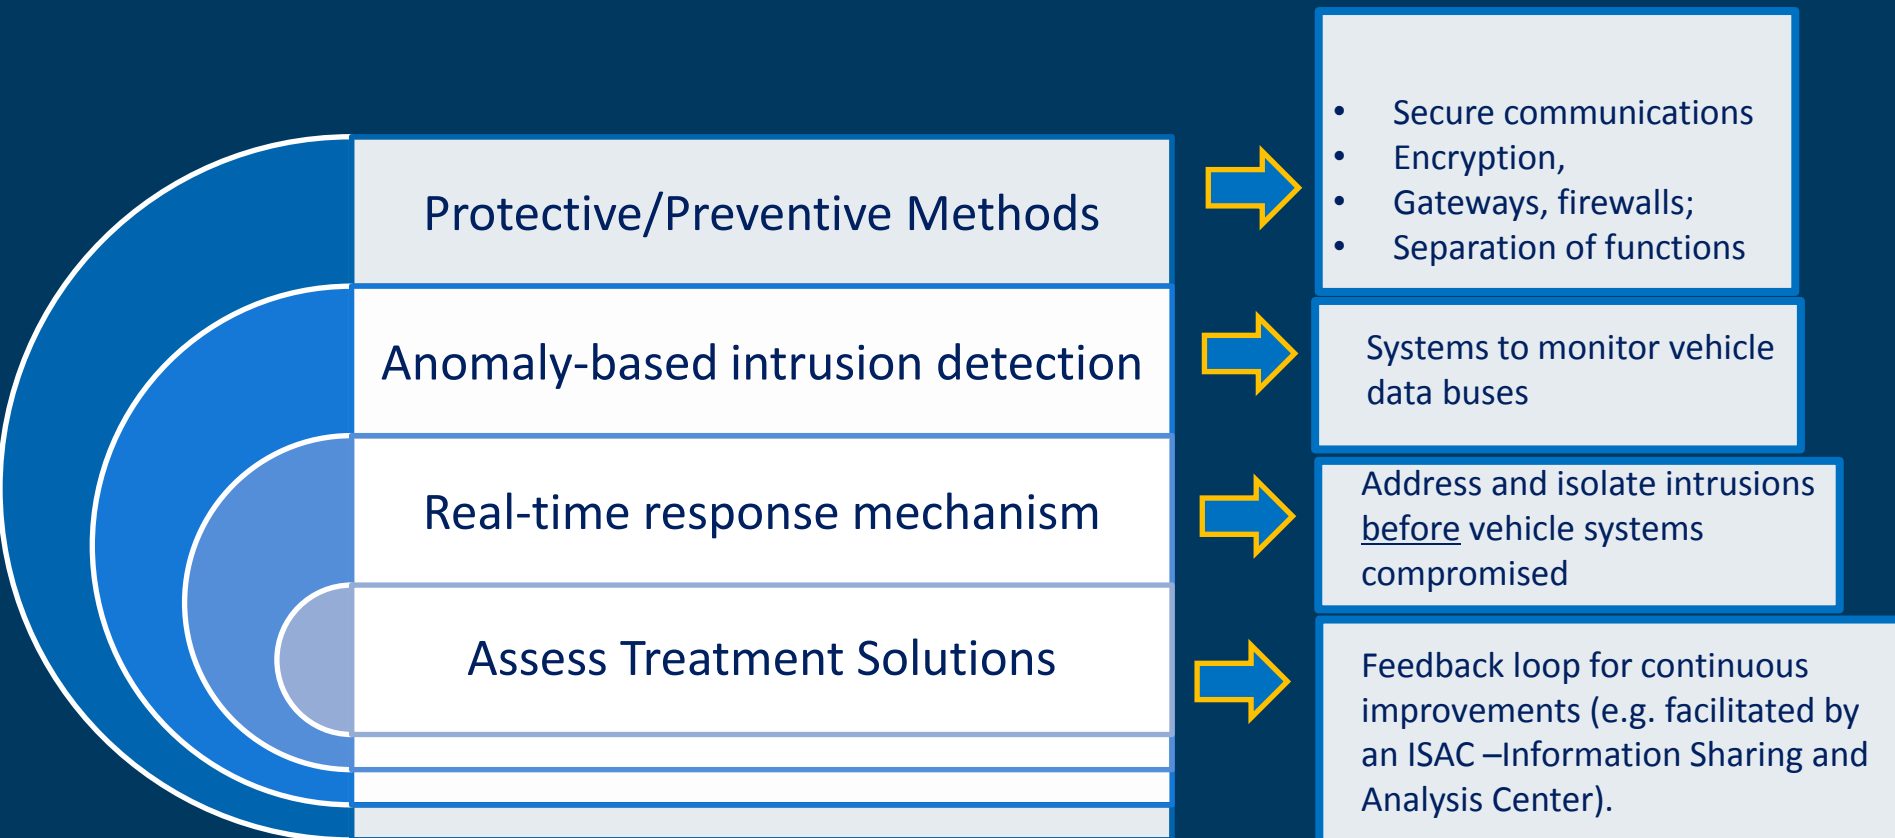 Protective/Preventive Methods
• Secure communications
• Encryption,
• Gateways, firewalls;
• Separation of functions
Anomaly-based intrusion detection
Systems to monitor vehicle
data buses
Real-time response mechanism
Address and isolate intrusions
before vehicle systems
compromised
Assess Treatment Solutions
Feedback loop for continuous
improvements (e.g. facilitated by
an ISAC –Information Sharing and
Analysis Center).